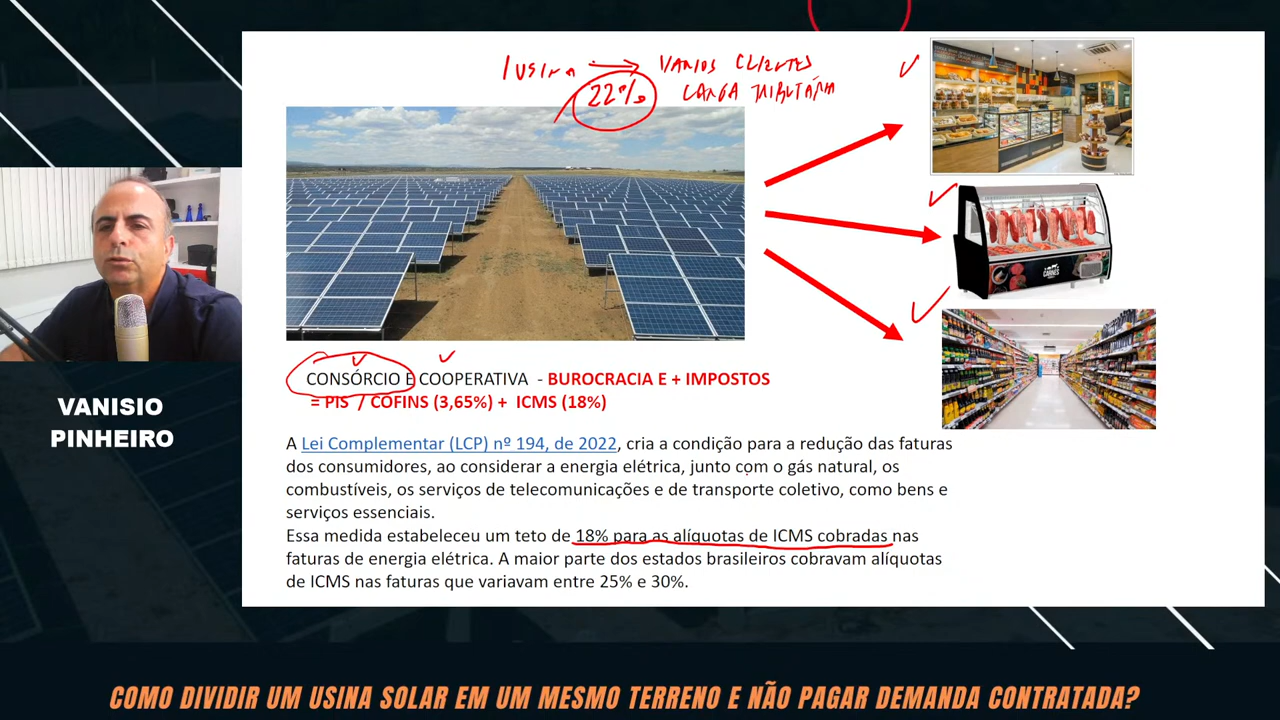 1 USINA → VARIOS CLIENTES
22% CARGA TRIBUTÁRIA
CARNES
CONSÓRCIO E COOPERATIVA - BUROCRACIA E + IMPOSTOS
= PIS / COFINS (3,65%) + ICMS (18%)
VANISIO
PINHEIRO
A Lei Complementar (LCP) nº 194, de 2022, cria a condição para a redução das faturas
dos consumidores, ao considerar a energia elétrica, junto com o gás natural, os
combustíveis, os serviços de telecomunicações e de transporte coletivo, como bens e
serviços essenciais.
Essa medida estabeleceu um teto de 18% para as alíquotas de ICMS cobradas nas
faturas de energia elétrica. A maior parte dos estados brasileiros cobravam alíquotas
de ICMS nas faturas que variavam entre 25% e 30%.
COMO DIVIDIR UM USINA SOLAR EM UM MESMO TERRENO E NÃO PAGAR DEMANDA CONTRATADA?